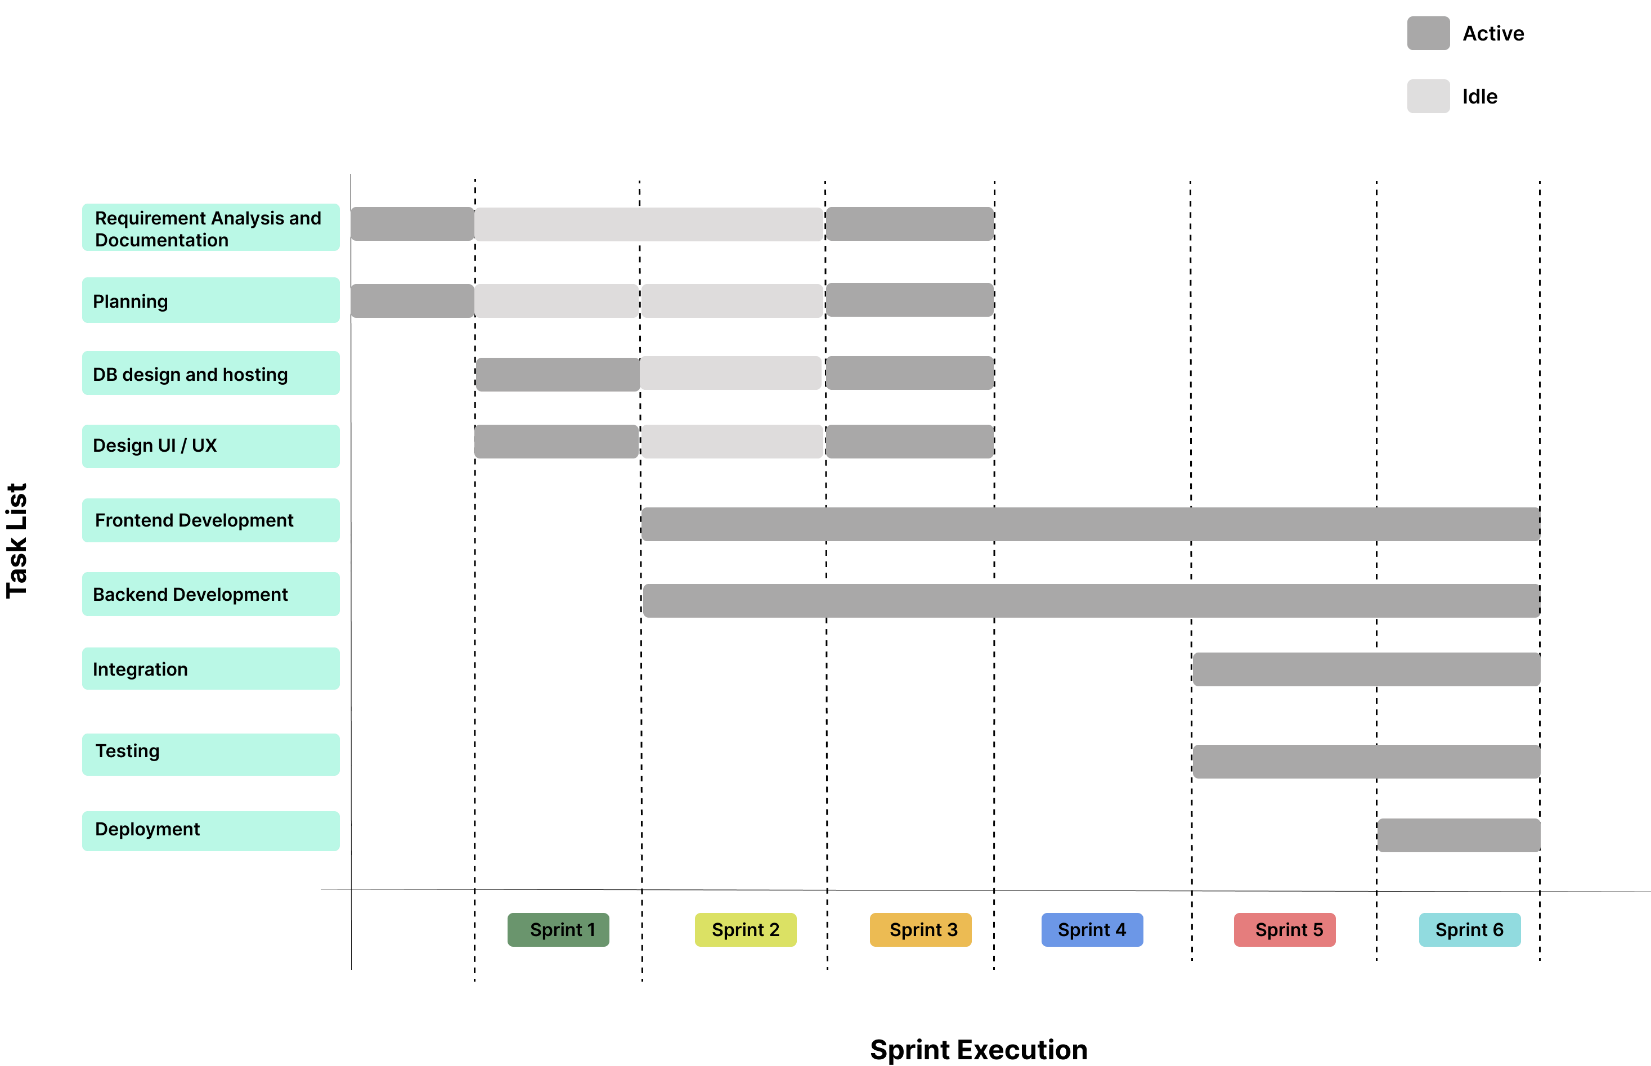 Active
Idle
Requirement Analysis and
Documentation
Planning
DB design and hosting
Design UI / UX
Frontend Development
Backend Development
Integration
Testing
Deployment
Task List
Sprint 1
Sprint 2
Sprint 3
Sprint 4
Sprint 5
Sprint 6
Sprint Execution